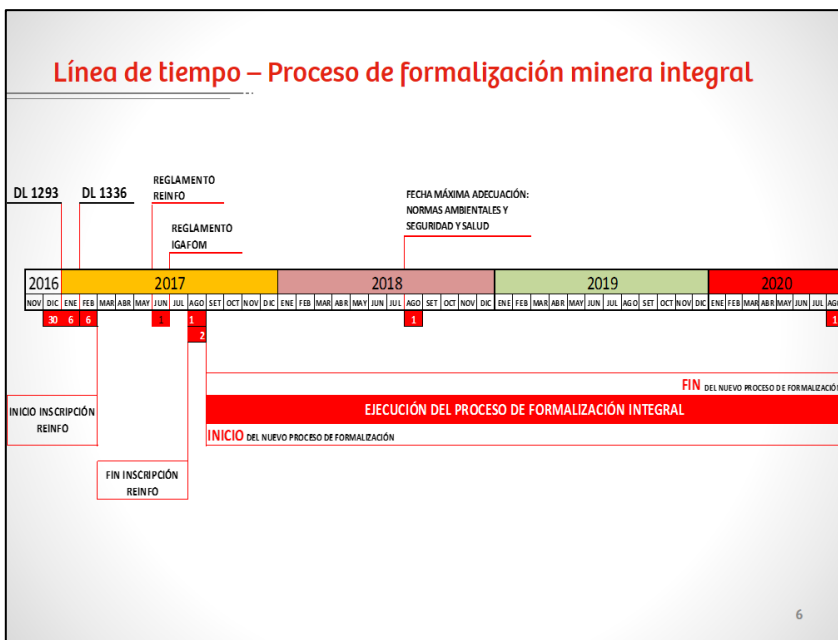 Línea de tiempo – Proceso de formalización minera integral
DL 1293
DL 1336
REGLAMENTO
REINFO
REGLAMENTO
IGAFOM
FECHA MÁXIMA ADECUACIÓN:
NORMAS AMBIENTALES Y
SEGURIDAD Y SALUD
2016 2017 2018 2019 2020
NOV DIC ENE FEB MAR ABR MAY JUN JUL AGO SET OCT NOV DIC ENE FEB MAR ABR MAY JUN JUL AGO SET OCT NOV DIC ENE FEB MAR ABR MAY JUN JUL AGO SET OCT NOV DIC ENE FEB MAR ABR MAY JUN JUL AGO
30 6 6 1 1 1 1
2
FIN DEL NUEVO PROCESO DE FORMALIZACIÓN
EJECUCIÓN DEL PROCESO DE FORMALIZACIÓN INTEGRAL
INICIO DEL NUEVO PROCESO DE FORMALIZACIÓN
INICIO INSCRIPCIÓN
REINFO
FIN INSCRIPCIÓN
REINFO
6